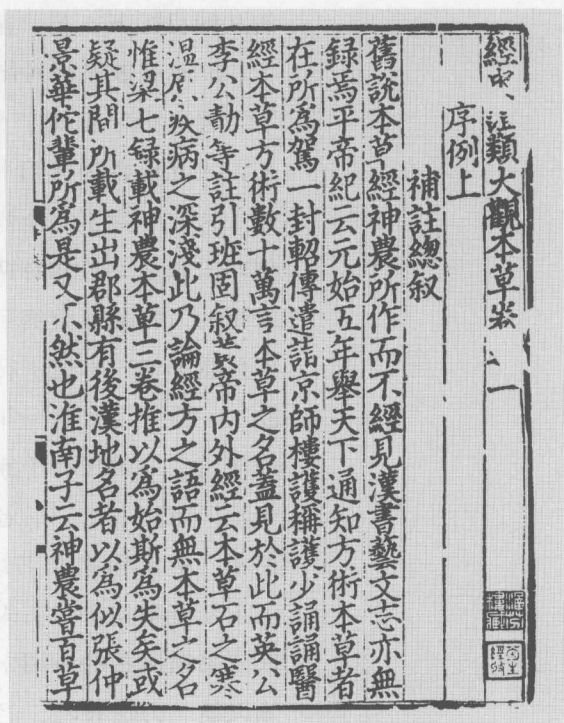 經類大觀本草卷一
序例上
補註總叙
舊說本草經神農所作而不經見漢書藝文志亦無
録焉平帝紀云元始五年舉天下通知方術本草者
在所爲駕一封軺傳遣詣京師樓護稱護少誦誦醫
經本草方術數十萬言本草之名蓋見於此而英公
李公勣等註引班固叙黃帝内外經云本草石之寒
温原疾病之深淺此乃論經方之語而無本草之名
惟梁七録載神農本草三卷推以爲始斯爲失矣或
疑其間所載生出郡縣有後漢地名者以爲似張仲
景華佗輩所爲是又不然也淮南子云神農嘗百草